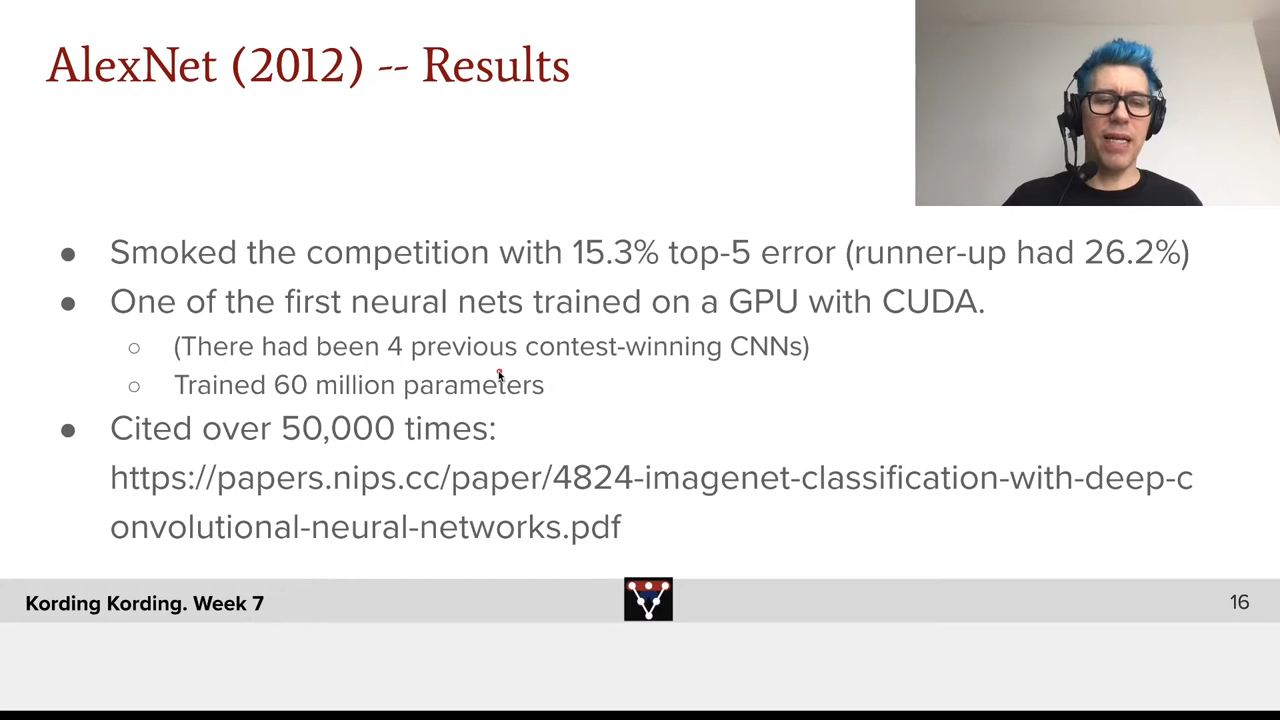 AlexNet (2012) -- Results
● Smoked the competition with 15.3% top-5 error (runner-up had 26.2%)
● One of the first neural nets trained on a GPU with CUDA.
○ (There had been 4 previous contest-winning CNNs)
○ Trained 60 million parameters
● Cited over 50,000 times:
https://papers.nips.cc/paper/4824-imagenet-classification-with-deep-c
onvolutional-neural-networks.pdf
Kording Kording. Week 7
16